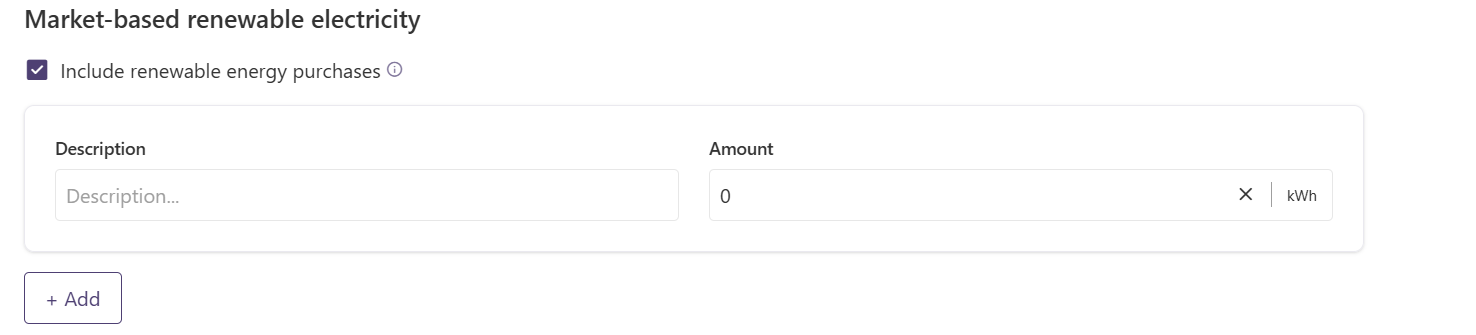 Market-based renewable electricity
Include renewable energy purchases
Description
Amount
Description...
0
kWh
+ Add